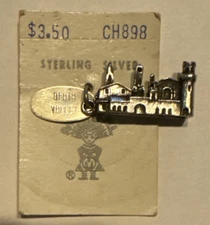 $3.50 CH898
STERLING SILVER
®